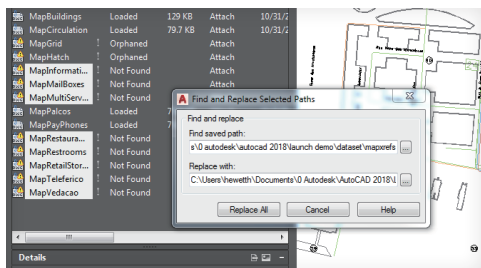 MapBuildings Loaded 129 KB Attach 10/31/2
MapCirculation Loaded 79.7 KB Attach 10/31/2
MapGrid ! Orphaned Attach
MapHatch ! Orphaned Attach
MapInformati... ! Not Found Attach
MapMailBoxes ! Not Found
MapMultiServ... ! Not Found
MapPalcos Loaded
MapPayPhones Loaded
MapRestaura... ! Not Found
MapRestrooms ! Not Found
MapRetailStor... ! Not Found
MapTeleferico ! Not Found
MapVedacao ! Not Found
Details
Find and Replace Selected Paths
Find and replace
Find saved path:
s\0 autodesk\autocad 2018\launch demo\dataset\mapxrefs
...
Replace with:
C:\Users\hewetth\Documents\0 Autodesk\AutoCAD 2018\L
...
Replace All Cancel Help